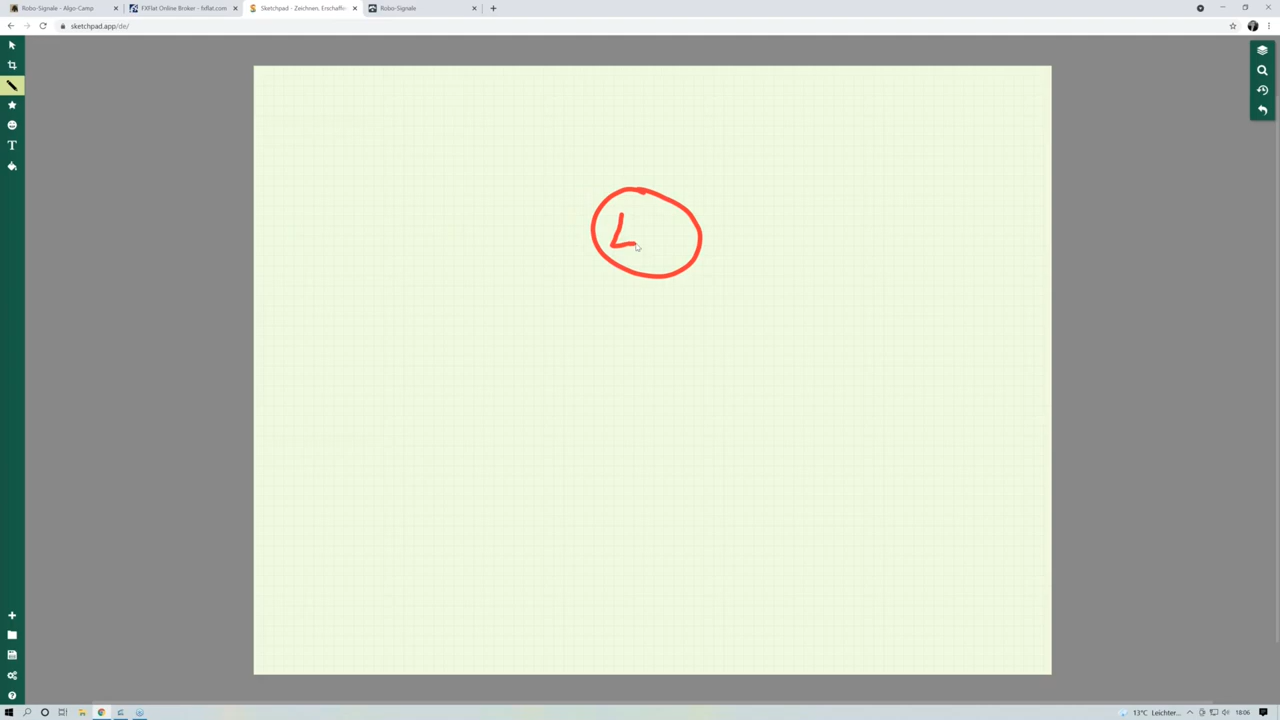 Robo-Signale - Algo-Camp
FXFlat Online Broker - fxflat.com
Sketchpad - Zeichnen, Erschaffe
Robo-Signale
sketchpad.app/de/
T
L
13°C Leichter...
18:06